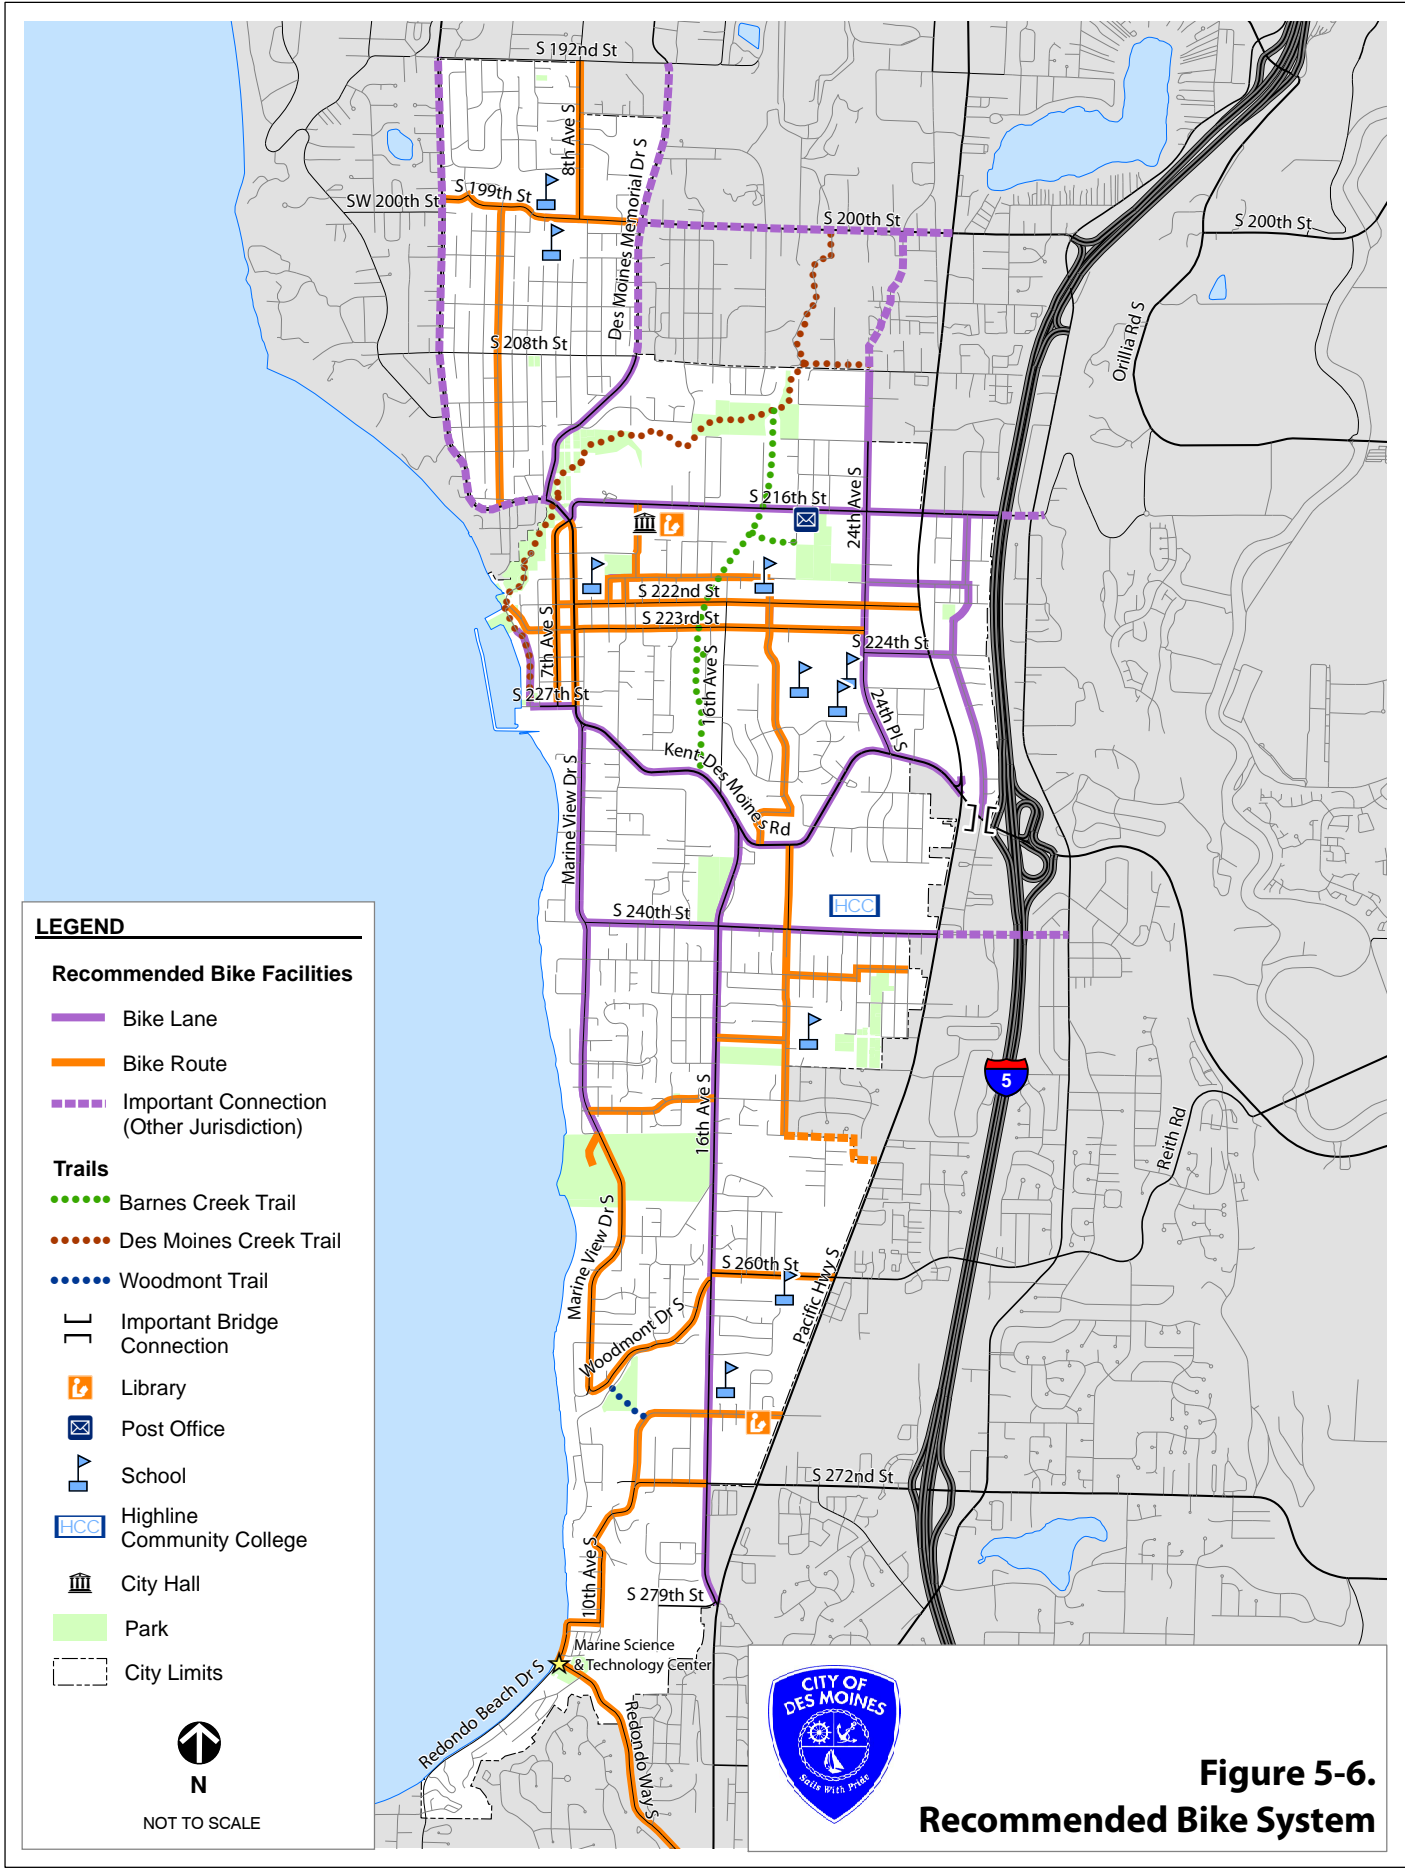 S 192nd St
8th Ave S
Des Moines Memorial Dr S
S 199th St
SW 200th St
S 200th St
S 200th St
S 208th St
Orillia Rd S
S 216th St
24th Ave S
S 222nd St
S 223rd St
7th Ave S
S 224th St
16th Ave S
S 227th St
24th Pl S
Kent-Des Moines Rd
Marine View Dr S
HCC
S 240th St
5
16th Ave S
Reith Rd
Marine View Dr S
S 260th St
Pacific Hwy S
Woodmont Dr S
S 272nd St
10th Ave S
S 279th St
Marine Science
& Technology Center
Redondo Beach Dr S
Redondo Way S
LEGEND
Recommended Bike Facilities
Bike Lane
Bike Route
Important Connection
(Other Jurisdiction)
Trails
Barnes Creek Trail
Des Moines Creek Trail
Woodmont Trail
Important Bridge
Connection
Library
Post Office
School
HCC
Highline
Community College
City Hall
Park
City Limits
N
NOT TO SCALE
CITY OF
DES MOINES
Sails With Pride
Figure 5-6.
Recommended Bike System